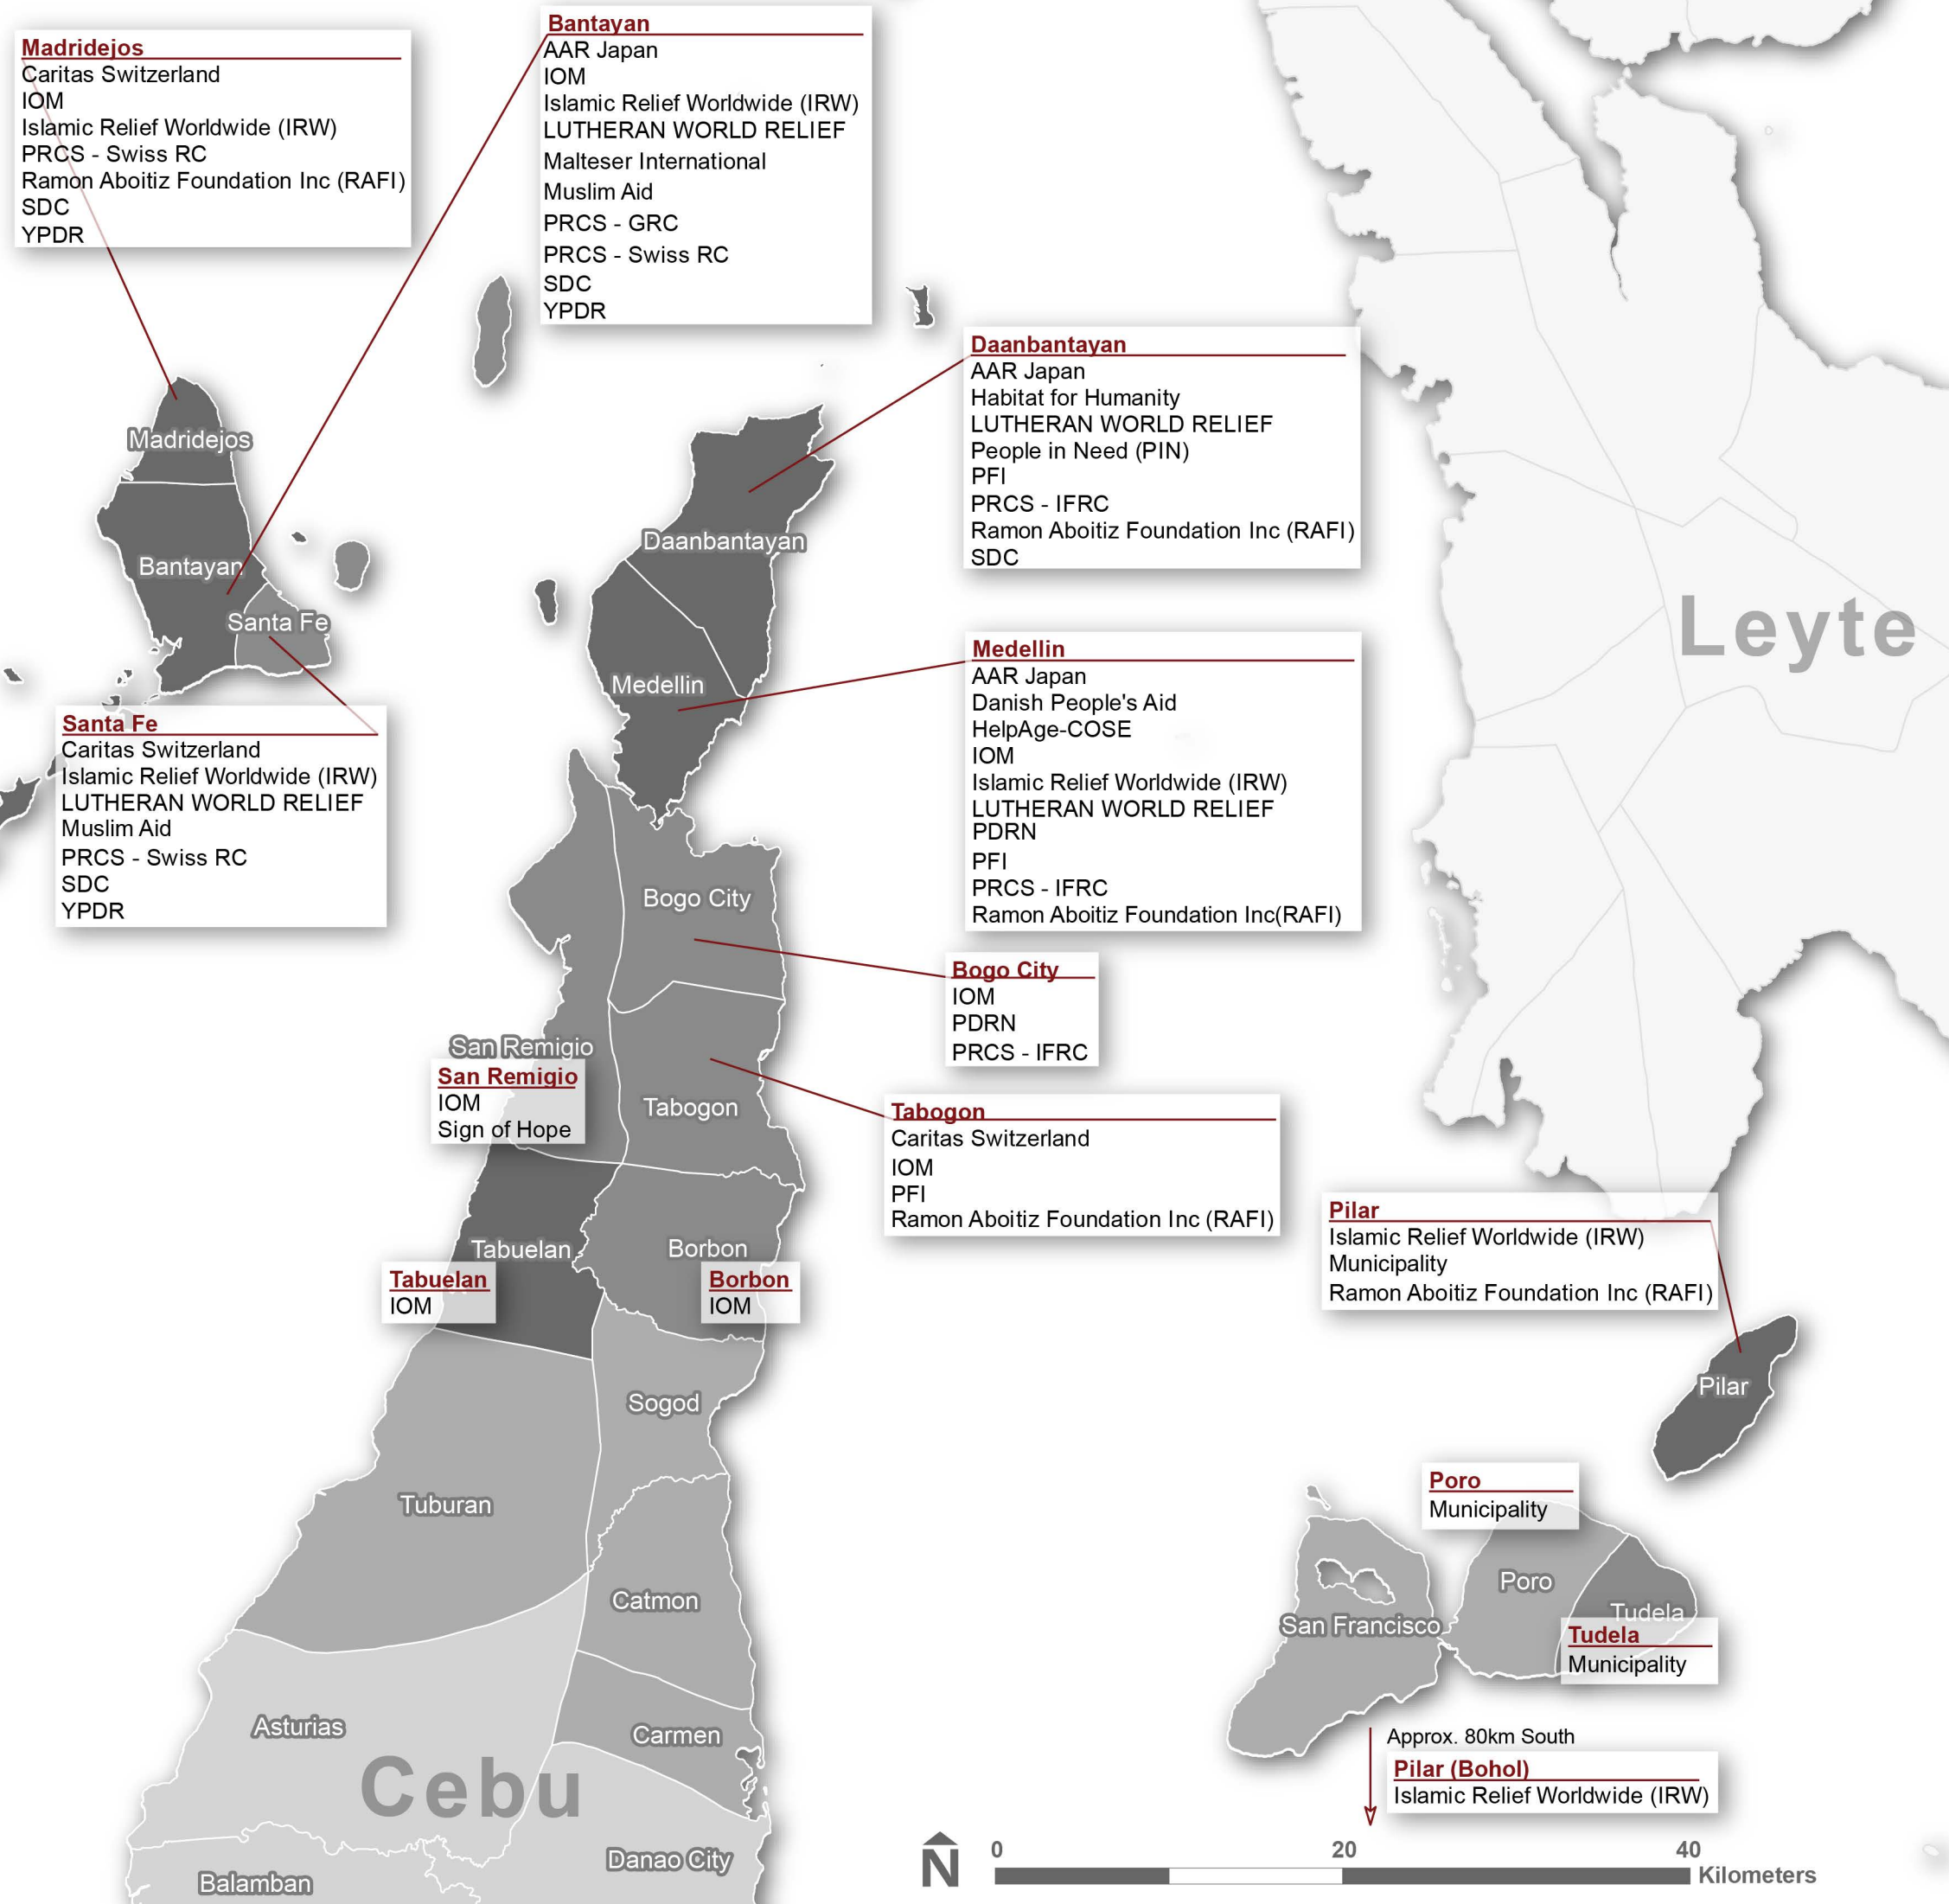 Madridejos
Caritas Switzerland
IOM
Islamic Relief Worldwide (IRW)
PRCS - Swiss RC
Ramon Aboitiz Foundation Inc (RAFI)
SDC
YPDR
Bantayan
AAR Japan
IOM
Islamic Relief Worldwide (IRW)
LUTHERAN WORLD RELIEF
Malteser International
Muslim Aid
PRCS - GRC
PRCS - Swiss RC
SDC
YPDR
Daanbantayan
AAR Japan
Habitat for Humanity
LUTHERAN WORLD RELIEF
People in Need (PIN)
PFI
PRCS - IFRC
Ramon Aboitiz Foundation Inc (RAFI)
SDC
Madridejos
Bantayan
Santa Fe
Daanbantayan
Medellin
Leyte
Medellin
AAR Japan
Danish People's Aid
HelpAge-COSE
IOM
Islamic Relief Worldwide (IRW)
LUTHERAN WORLD RELIEF
PDRN
PFI
PRCS - IFRC
Ramon Aboitiz Foundation Inc(RAFI)
Santa Fe
Caritas Switzerland
Islamic Relief Worldwide (IRW)
LUTHERAN WORLD RELIEF
Muslim Aid
PRCS - Swiss RC
SDC
YPDR
Bogo City
Bogo City
IOM
PDRN
PRCS - IFRC
San Remigio
San Remigio
IOM
Sign of Hope
Tabogon
Tabogon
Caritas Switzerland
IOM
PFI
Ramon Aboitiz Foundation Inc (RAFI)
Tabuelan
Tabuelan
IOM
Borbon
Borbon
IOM
Pilar
Islamic Relief Worldwide (IRW)
Municipality
Ramon Aboitiz Foundation Inc (RAFI)
Pilar
Sogod
Tuburan
Catmon
Poro
Municipality
Poro
San Francisco
Tudela
Tudela
Municipality
Asturias
Carmen
Cebu
Approx. 80km South
Pilar (Bohol)
Islamic Relief Worldwide (IRW)
Danao City
Balamban
N
0 20 40
Kilometers